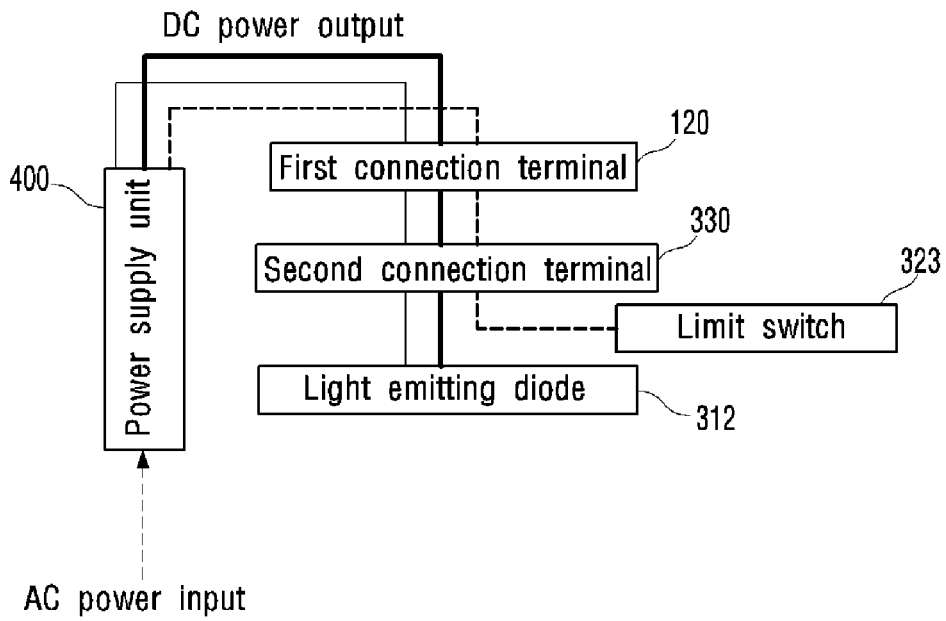 DC power output
120
First connection terminal
400
Power supply unit
330
Second connection terminal
323
Limit switch
Light emitting diode
312
AC power input